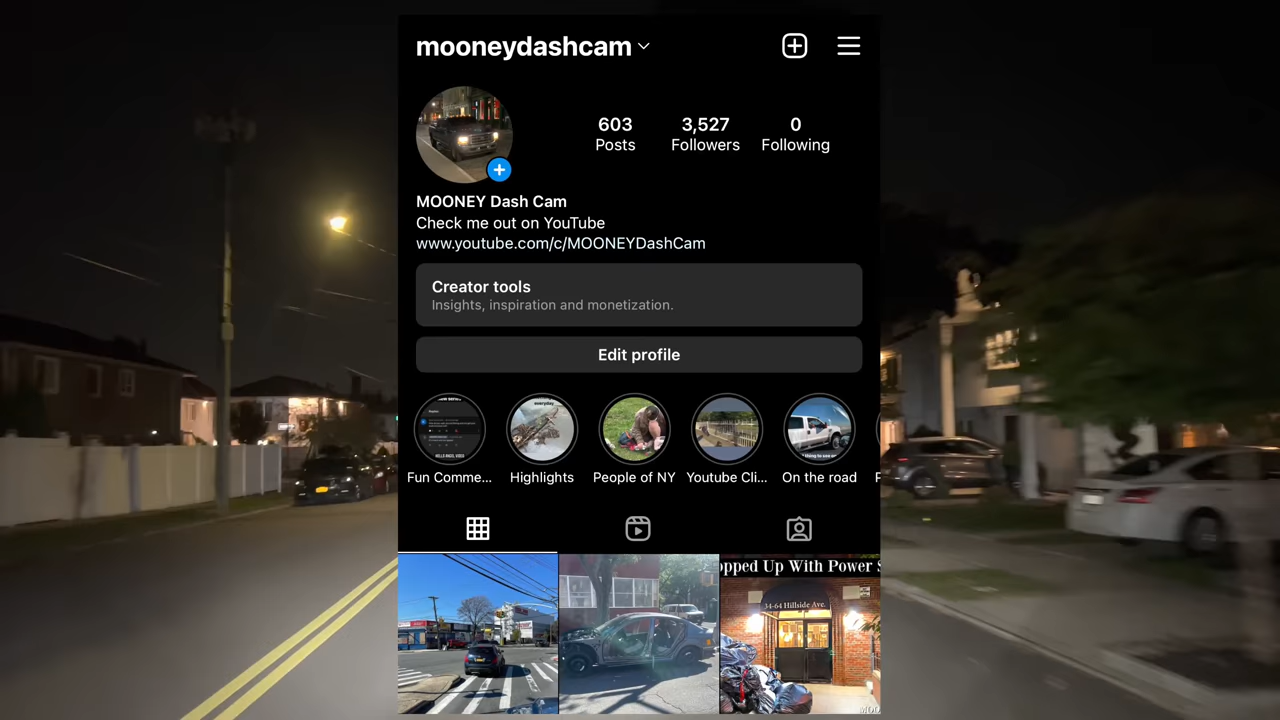 mooneydashcam
603
3,527
0
Posts
Followers
Following
MOONEY Dash Cam
Check me out on YouTube
www.youtube.com/c/MOONEYDashCam
Creator tools
Insights, inspiration and monetization.
Edit profile
everyday
Fun Comme...
Highlights
People of NY
Youtube Cli...
On the road
opped Up With Power S
34-64 Hillside Ave.